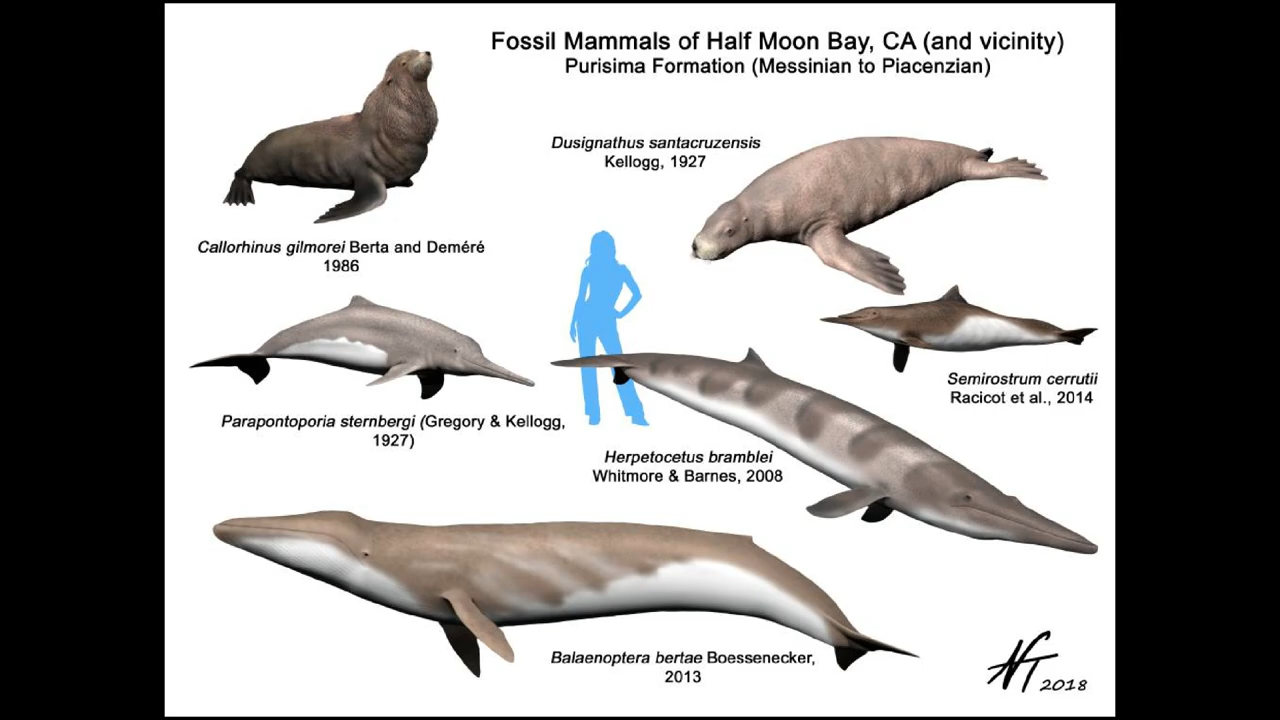 Fossil Mammals of Half Moon Bay, CA (and vicinity)
Purisima Formation (Messinian to Piacenzian)
Dusignathus santacruzensis
Kellogg, 1927
Callorhinus gilmorei Berta and Deméré
1986
Semirostrum cerrutii
Racicot et al., 2014
Parapontoporia sternbergi (Gregory & Kellogg,
1927)
Herpetocetus bramblei
Whitmore & Barnes, 2008
Balaenoptera bertae Boessenecker,
2013
NT 2018